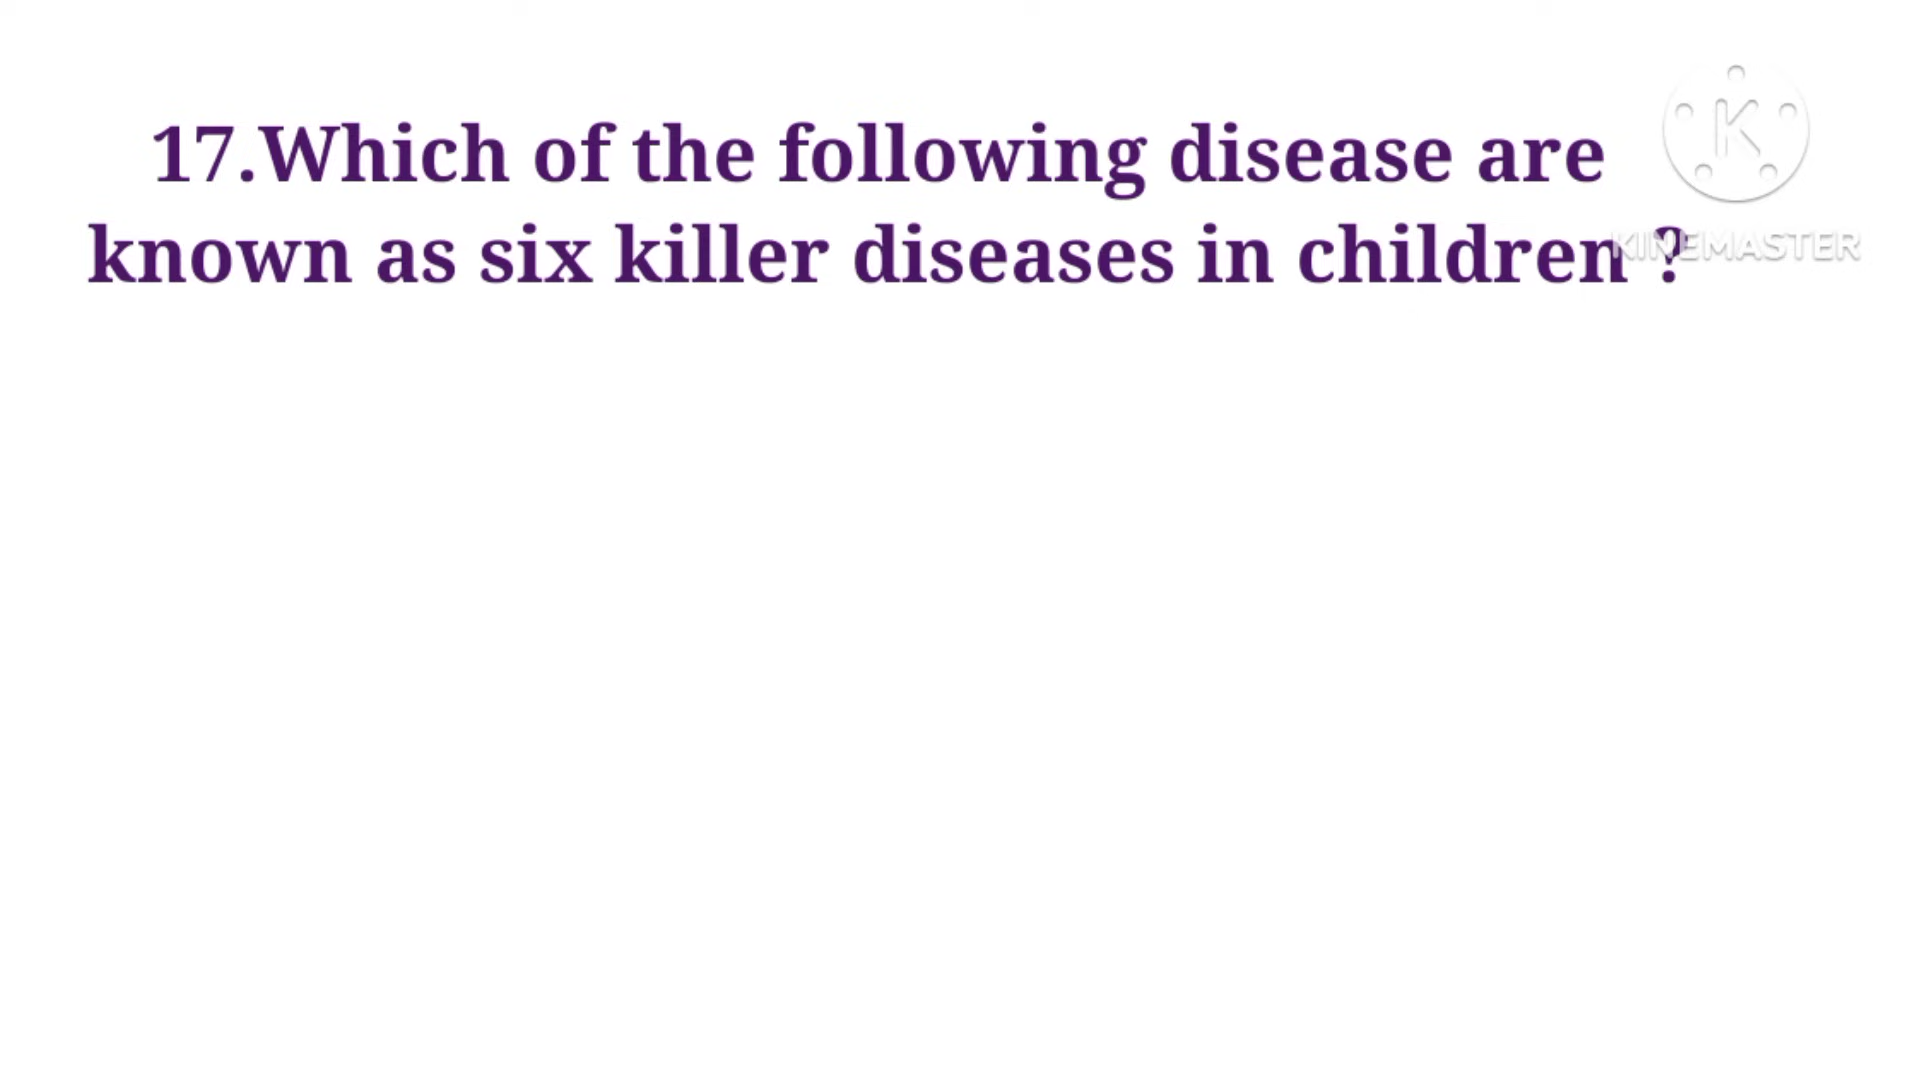 17.Which of the following disease are
known as six killer diseases in children ?
KINEMASTER